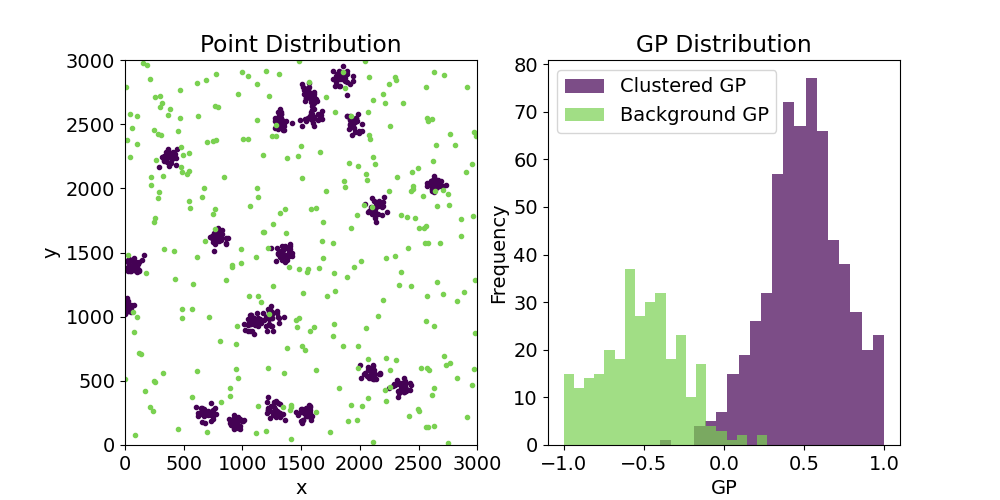 Point Distribution
3000
2500
2000
1500
1000
500
0
y
0 500 1000 1500 2000 2500 3000
x
GP Distribution
80
70
60
50
40
30
20
10
0
Frequency
Clustered GP
Background GP
−1.0 −0.5 0.0 0.5 1.0
GP